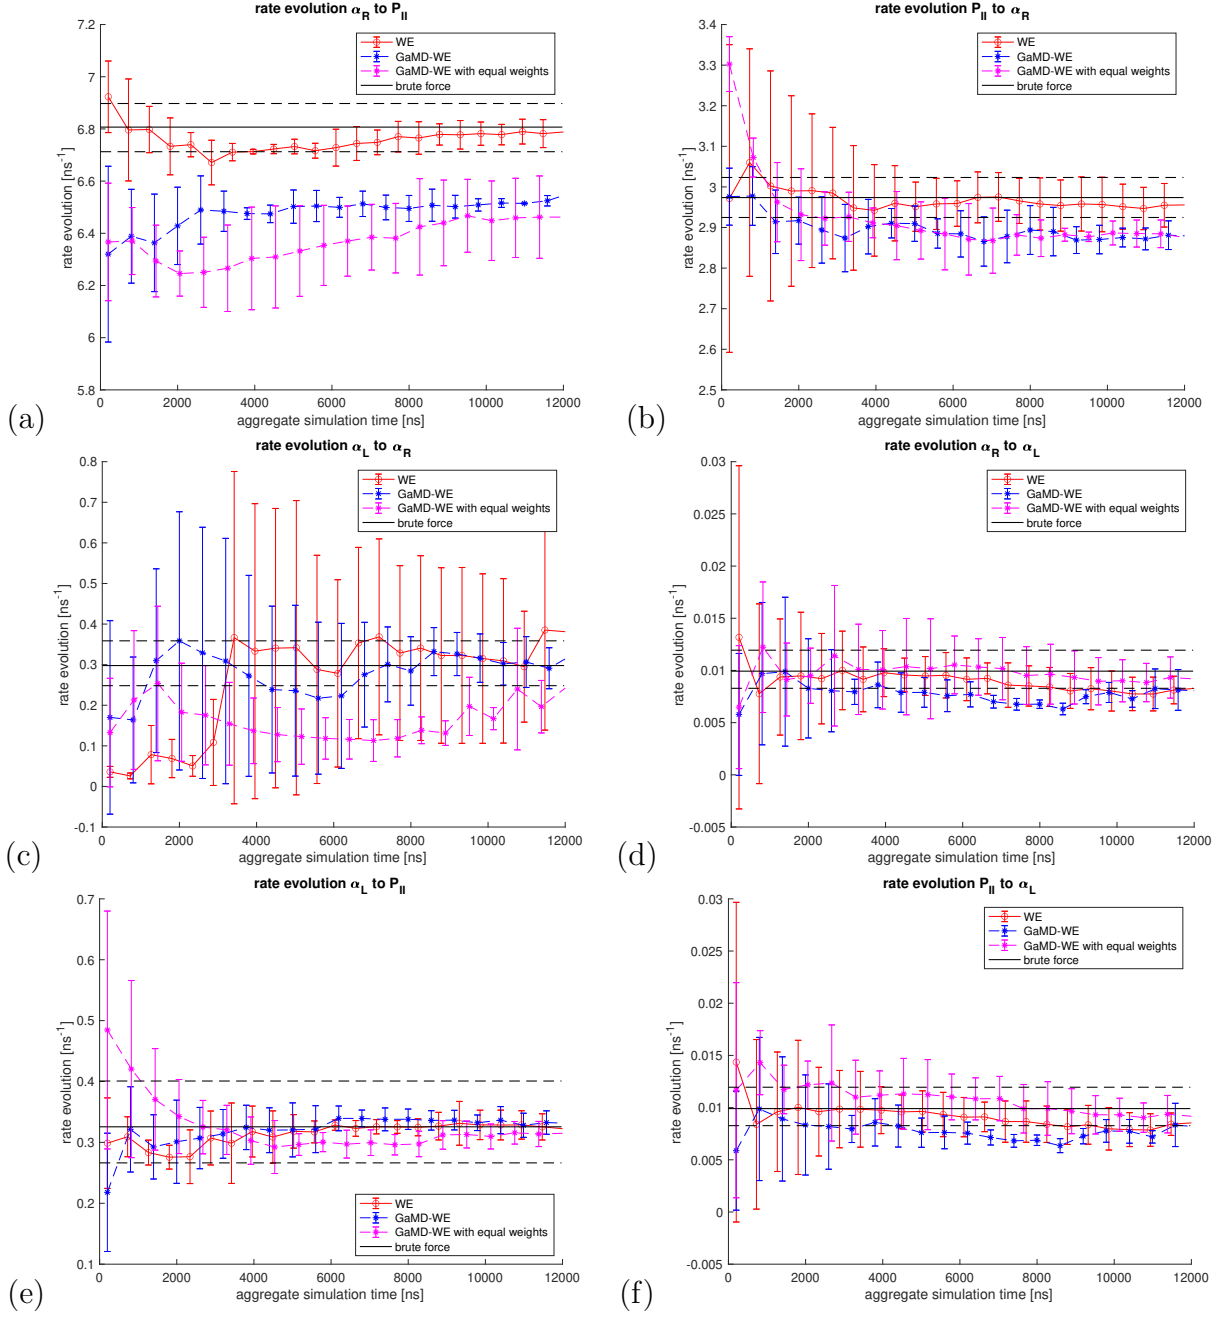 rate evolution α_R to P_II
7.2
7
6.8
6.6
6.4
6.2
6
5.8
rate evolution [ns⁻¹]
WE
GaMD-WE
GaMD-WE with equal weights
brute force
0 2000 4000 6000 8000 10000 12000
aggregate simulation time [ns]
(a)
rate evolution P_II to α_R
3.4
3.3
3.2
3.1
3
2.9
2.8
2.7
2.6
2.5
rate evolution [ns⁻¹]
WE
GaMD-WE
GaMD-WE with equal weights
brute force
0 2000 4000 6000 8000 10000 12000
aggregate simulation time [ns]
(b)
rate evolution α_L to α_R
0.8
0.7
0.6
0.5
0.4
0.3
0.2
0.1
0
-0.1
rate evolution [ns⁻¹]
WE
GaMD-WE
GaMD-WE with equal weights
brute force
0 2000 4000 6000 8000 10000 12000
aggregate simulation time [ns]
(c)
rate evolution α_R to α_L
0.03
0.025
0.02
0.015
0.01
0.005
0
-0.005
rate evolution [ns⁻¹]
WE
GaMD-WE
GaMD-WE with equal weights
brute force
0 2000 4000 6000 8000 10000 12000
aggregate simulation time [ns]
(d)
rate evolution α_L to P_II
0.7
0.6
0.5
0.4
0.3
0.2
0.1
rate evolution [ns⁻¹]
WE
GaMD-WE
GaMD-WE with equal weights
brute force
0 2000 4000 6000 8000 10000 12000
aggregate simulation time [ns]
(e)
rate evolution P_II to α_L
0.03
0.025
0.02
0.015
0.01
0.005
0
-0.005
rate evolution [ns⁻¹]
WE
GaMD-WE
GaMD-WE with equal weights
brute force
0 2000 4000 6000 8000 10000 12000
aggregate simulation time [ns]
(f)